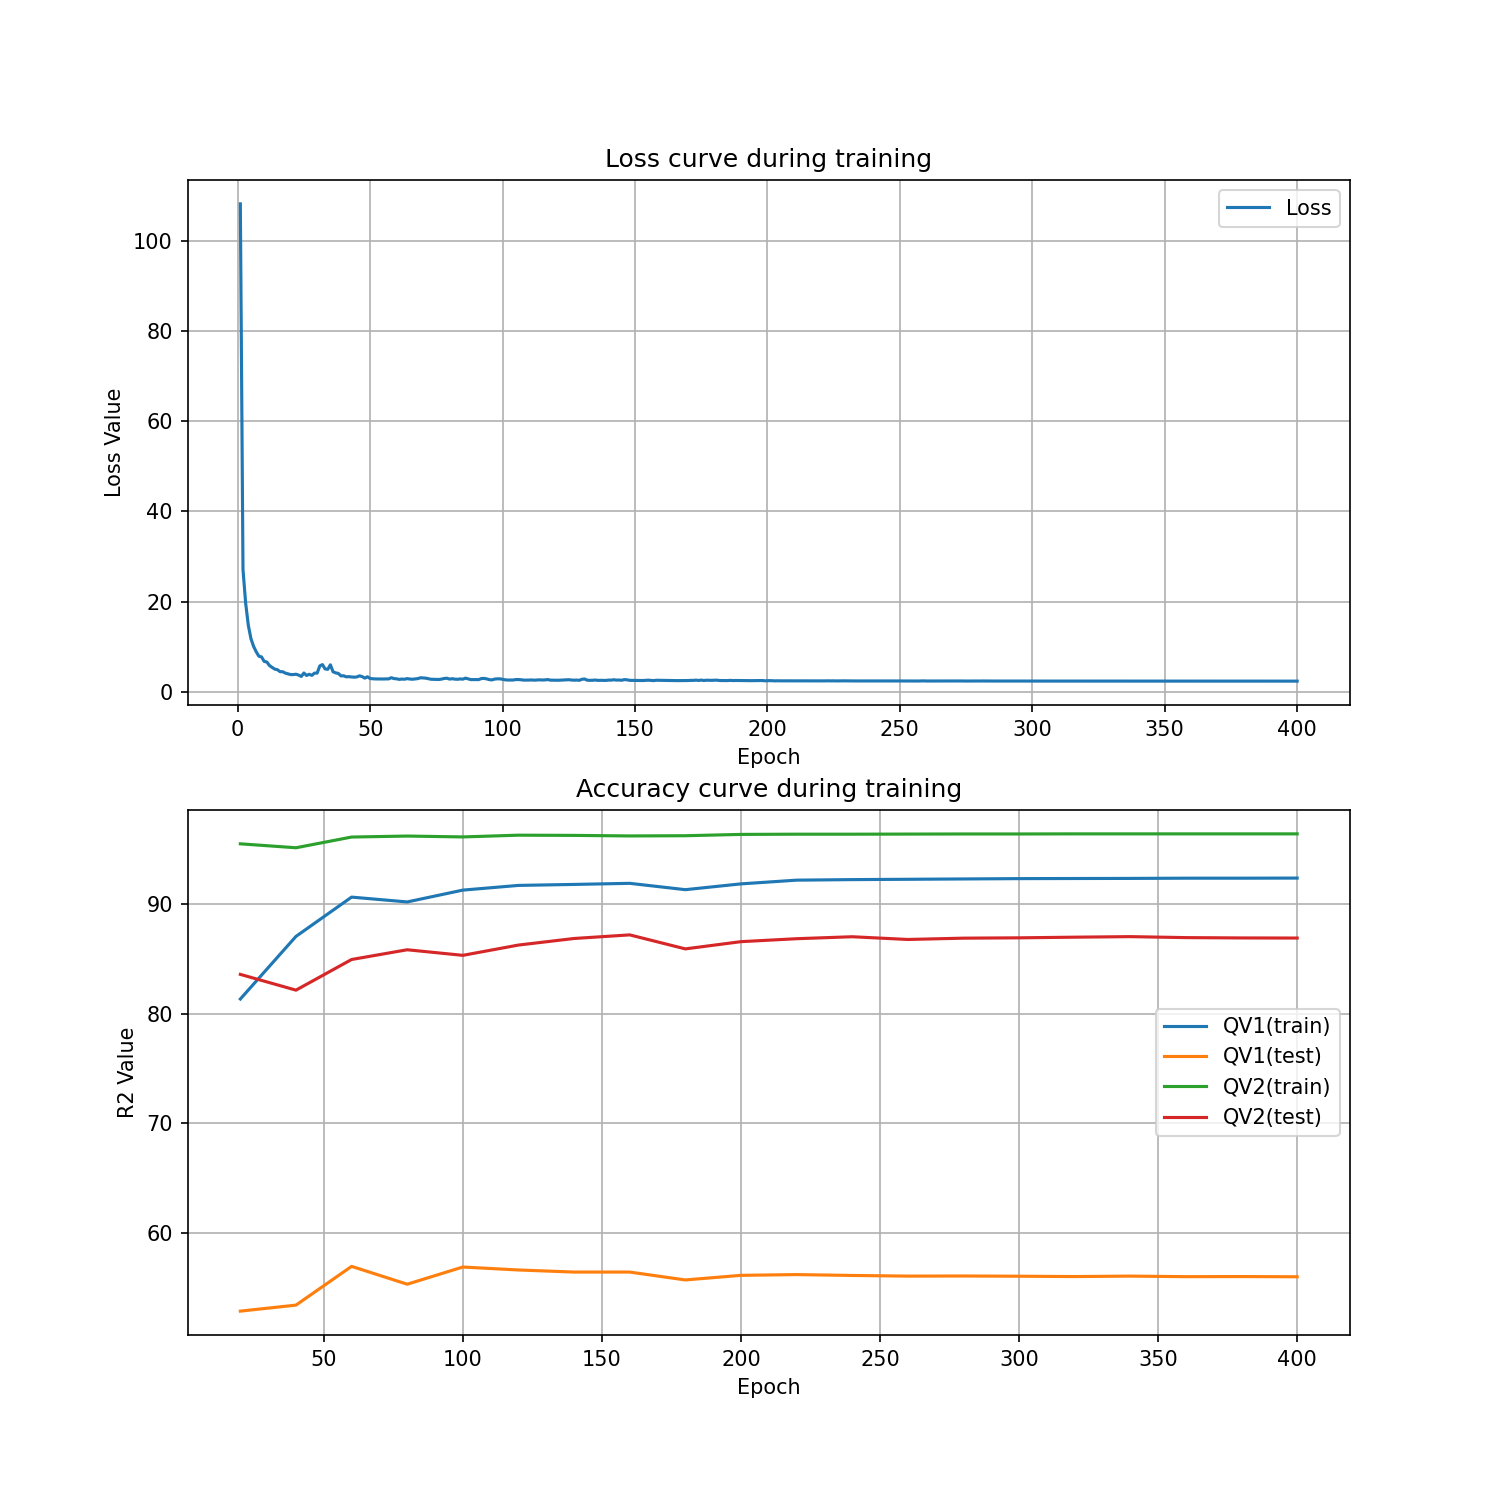 Loss curve during training
Loss
100
80
60
40
20
0
Loss Value
0 50 100 150 200 250 300 350 400
Epoch
Accuracy curve during training
90
80
70
60
R2 Value
QV1(train)
QV1(test)
QV2(train)
QV2(test)
50 100 150 200 250 300 350 400
Epoch